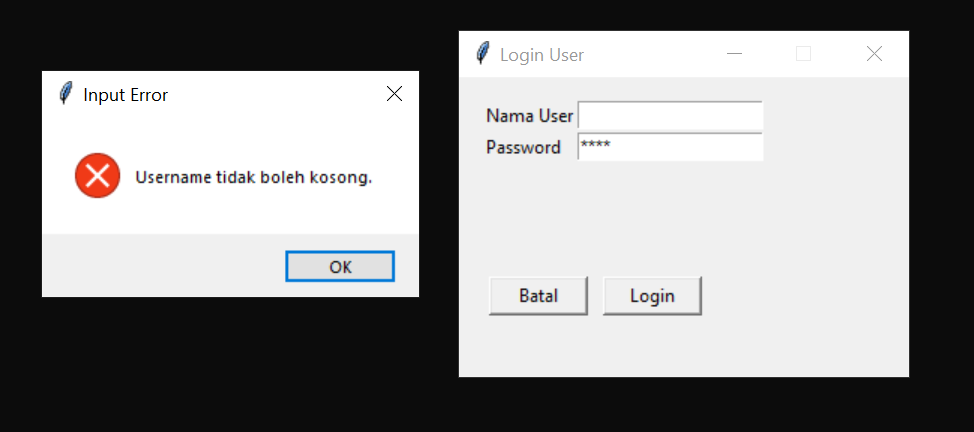 Input Error
Username tidak boleh kosong.
OK
Login User
Nama User
Password ****
Batal Login